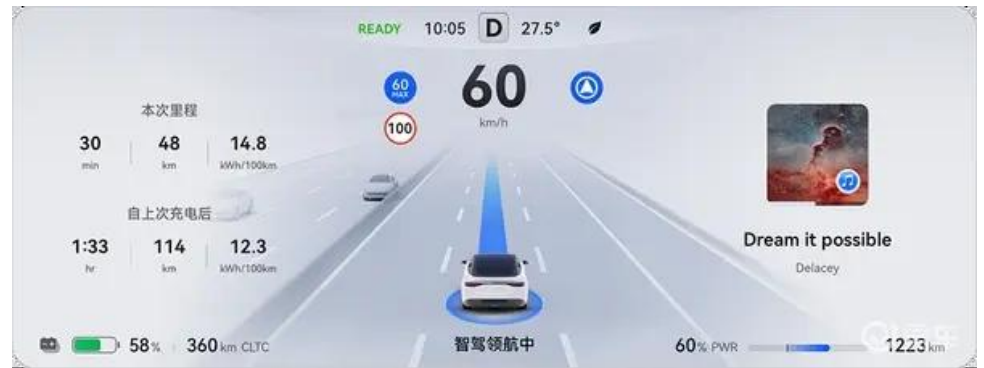 READY 10:05 D 27.5°
60 MAX
60
km/h
100
本次里程
30 48 14.8
min km kWh/100km
自上次充电后
1:33 114 12.3
hr km kWh/100km
Dream it possible
Delacey
58% 360 km CLTC
智驾领航中
60% PWR
1223 km